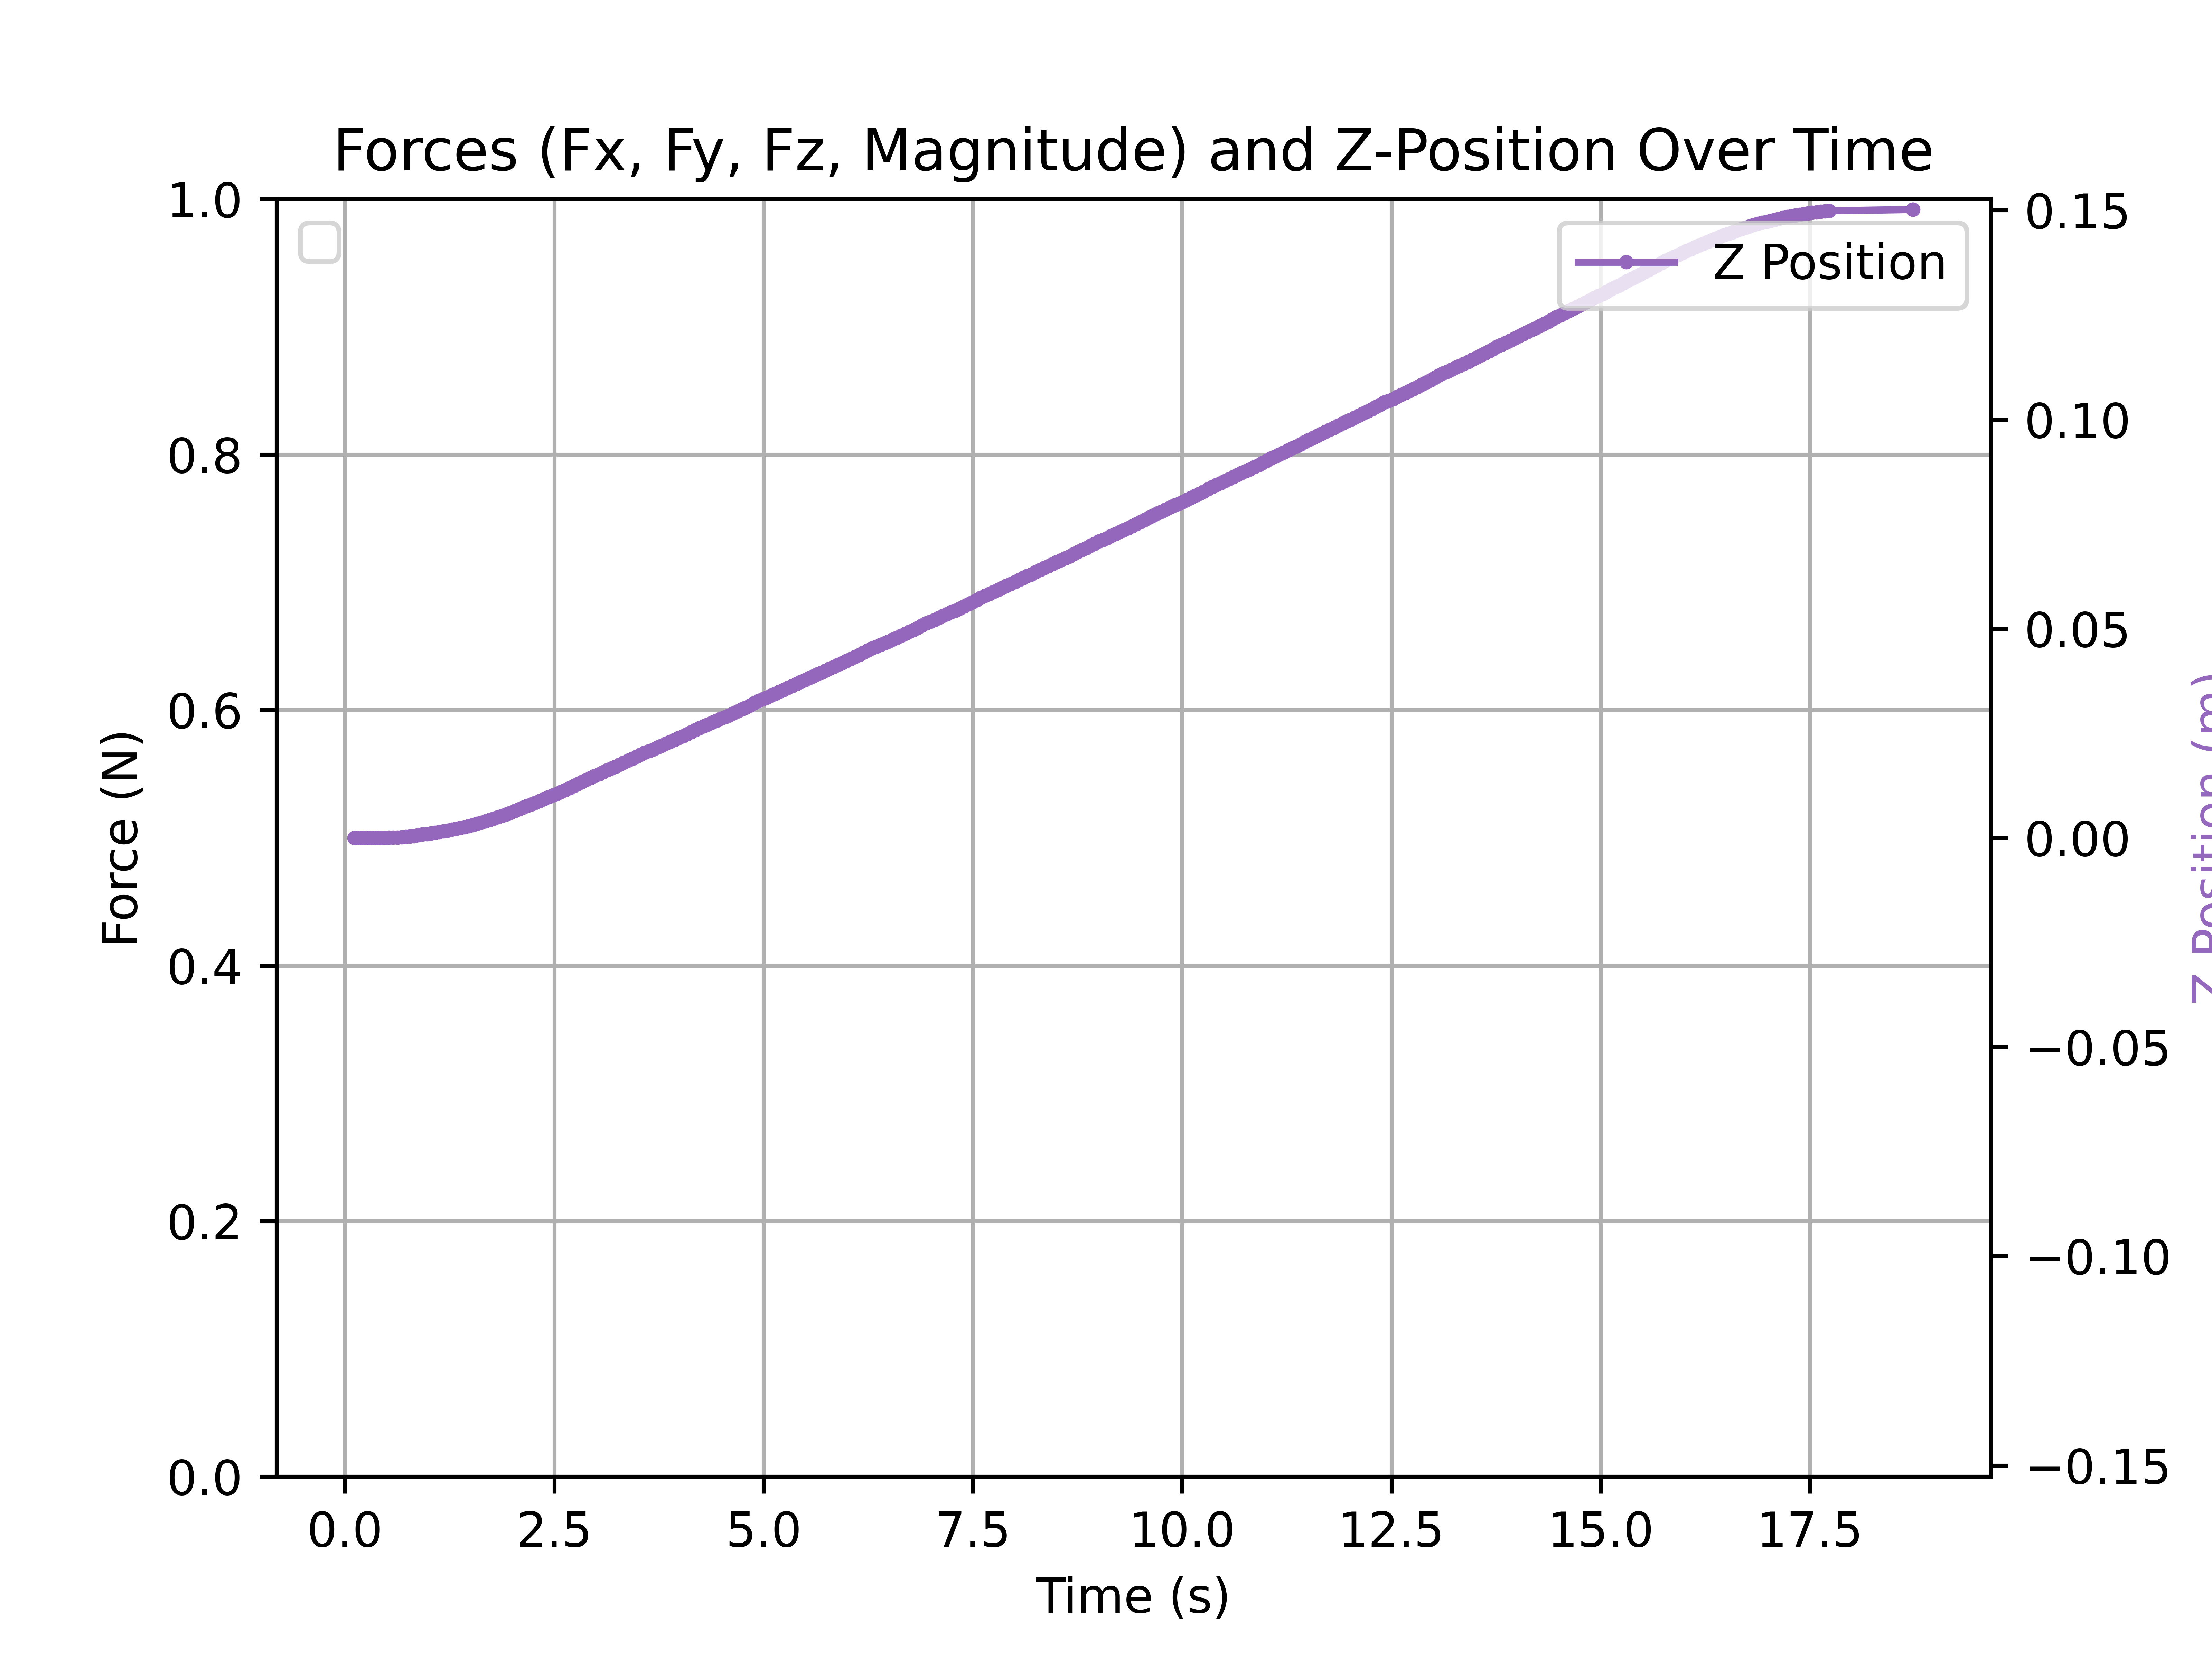 Forces (Fx, Fy, Fz, Magnitude) and Z-Position Over Time
1.0
0.8
0.6
0.4
0.2
0.0
Force (N)
Z Position
0.15
0.10
0.05
0.00
−0.05
−0.10
−0.15
Z Position (m)
0.0 2.5 5.0 7.5 10.0 12.5 15.0 17.5
Time (s)